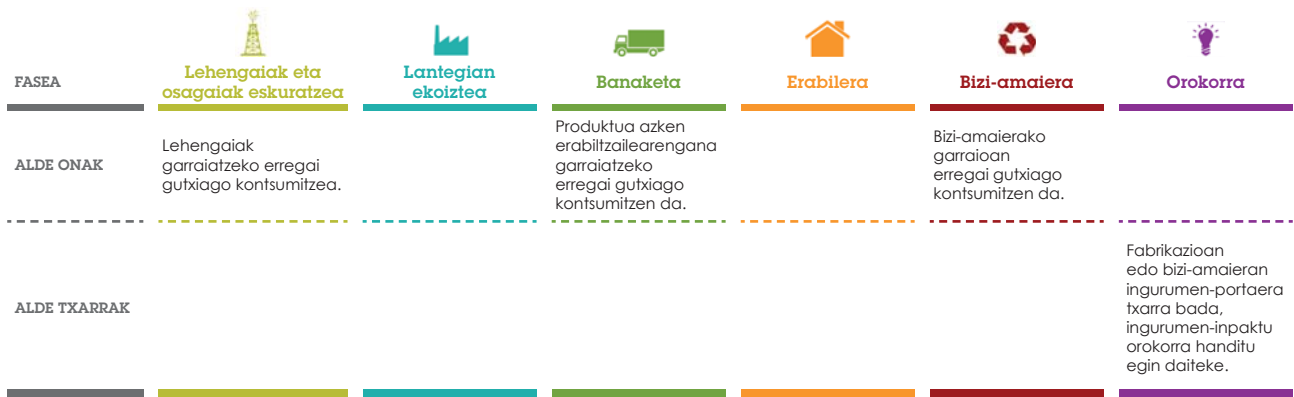 FASEA
Lehengaiak eta
osagaiak eskuratzea
Lantegian
ekoiztea
Banaketa
Erabilera
Bizi-amaiera
Orokorra
ALDE ONAK
Lehengaiak
garraiatzeko erregai
gutxiago kontsumitzea.
Produktua azken
erabiltzailearengana
garraiatzeko
erregai gutxiago
kontsumitzen da.
Bizi-amaierako
garraioan
erregai gutxiago
kontsumitzen da.
ALDE TXARRAK
Fabrikazioan
edo bizi-amaieran
ingurumen-portaera
txarra bada,
ingurumen-inpaktu
orokorra handitu
egin daiteke.